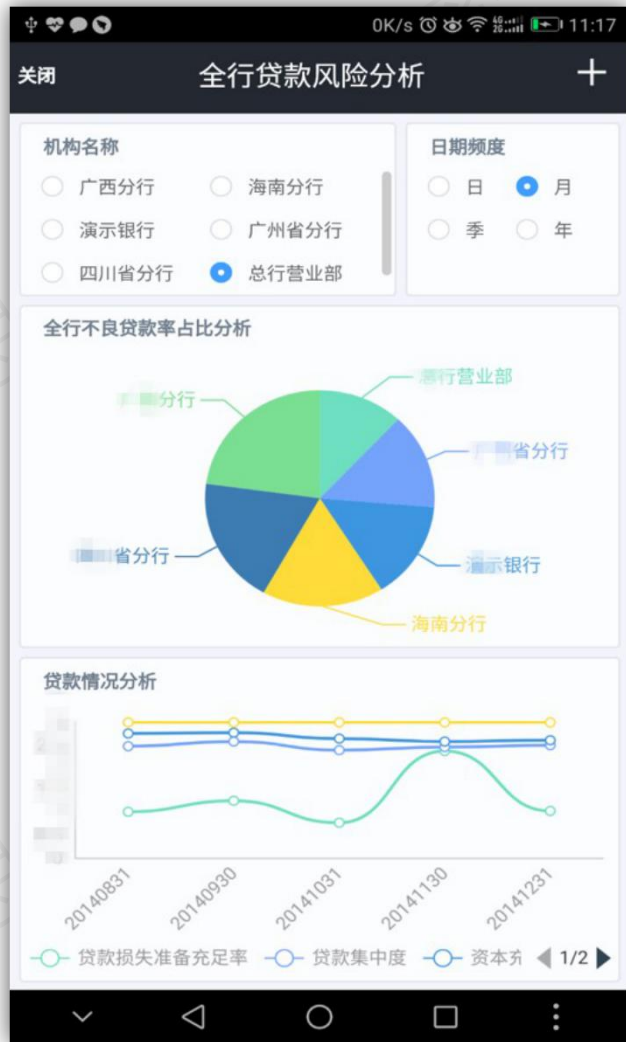 0K/s 4G 2G 11:17
关闭 全行贷款风险分析 +
机构名称 日期频度
广西分行 海南分行 日 月
演示银行 广州省分行 季 年
四川省分行 总行营业部
全行不良贷款率占比分析
行营业部
分行
省分行
省分行
示银行
海南分行
贷款情况分析
20140831 20140930 20141031 20141130 20141231
贷款损失准备充足率 贷款集中度 资本充 1/2